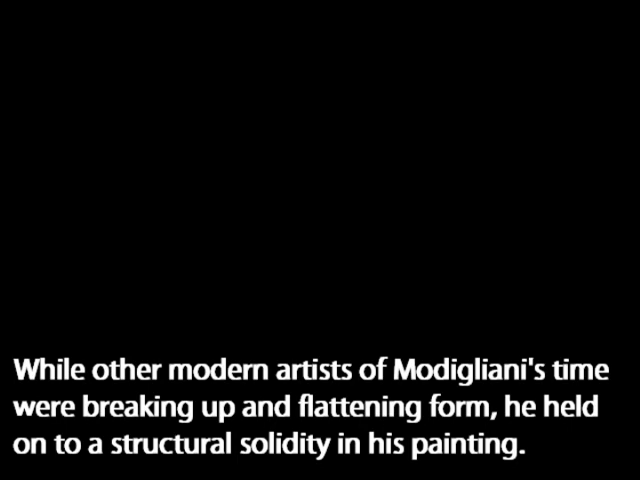 While other modern artists of Modigliani's time
were breaking up and flattening form, he held
on to a structural solidity in his painting.